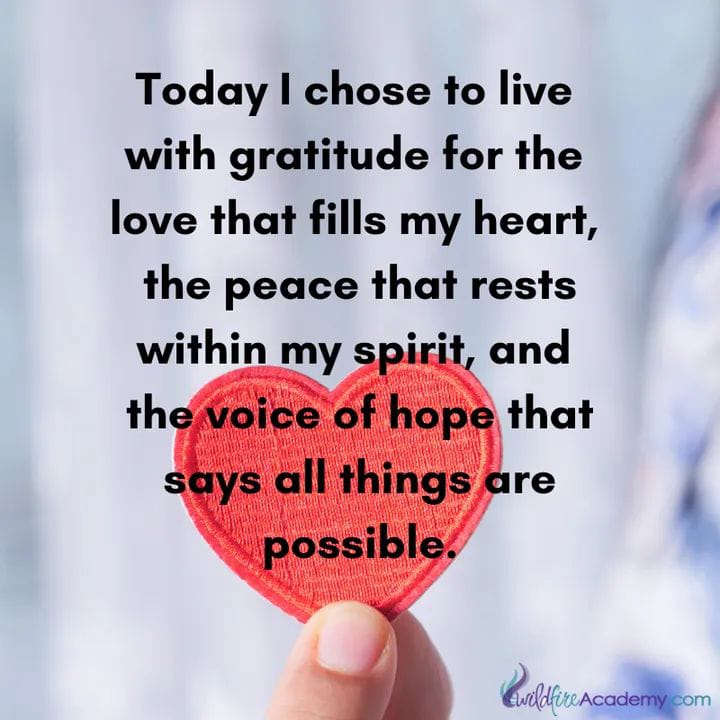 Today I chose to live
with gratitude for the
love that fills my heart,
the peace that rests
within my spirit, and
the voice of hope that
says all things are
possible.
wildfireAcademy.com